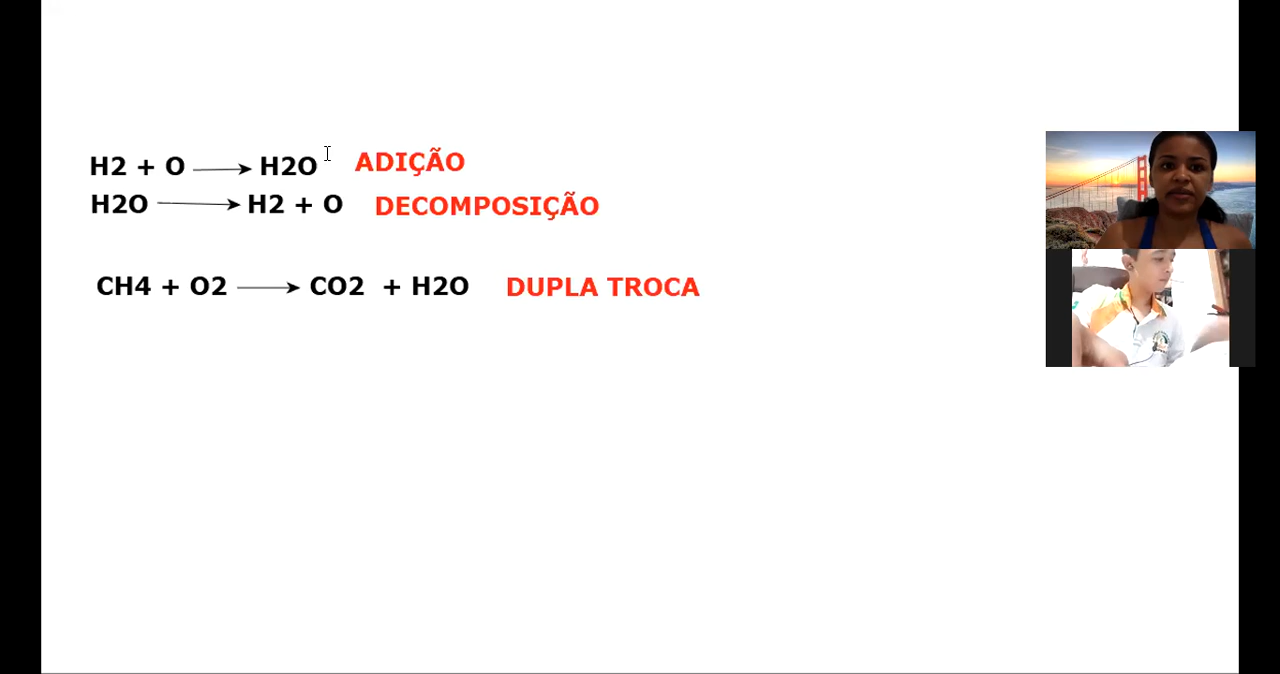 H2 + O → H2O ADIÇÃO
H2O → H2 + O DECOMPOSIÇÃO
CH4 + O2 → CO2 + H2O DUPLA TROCA